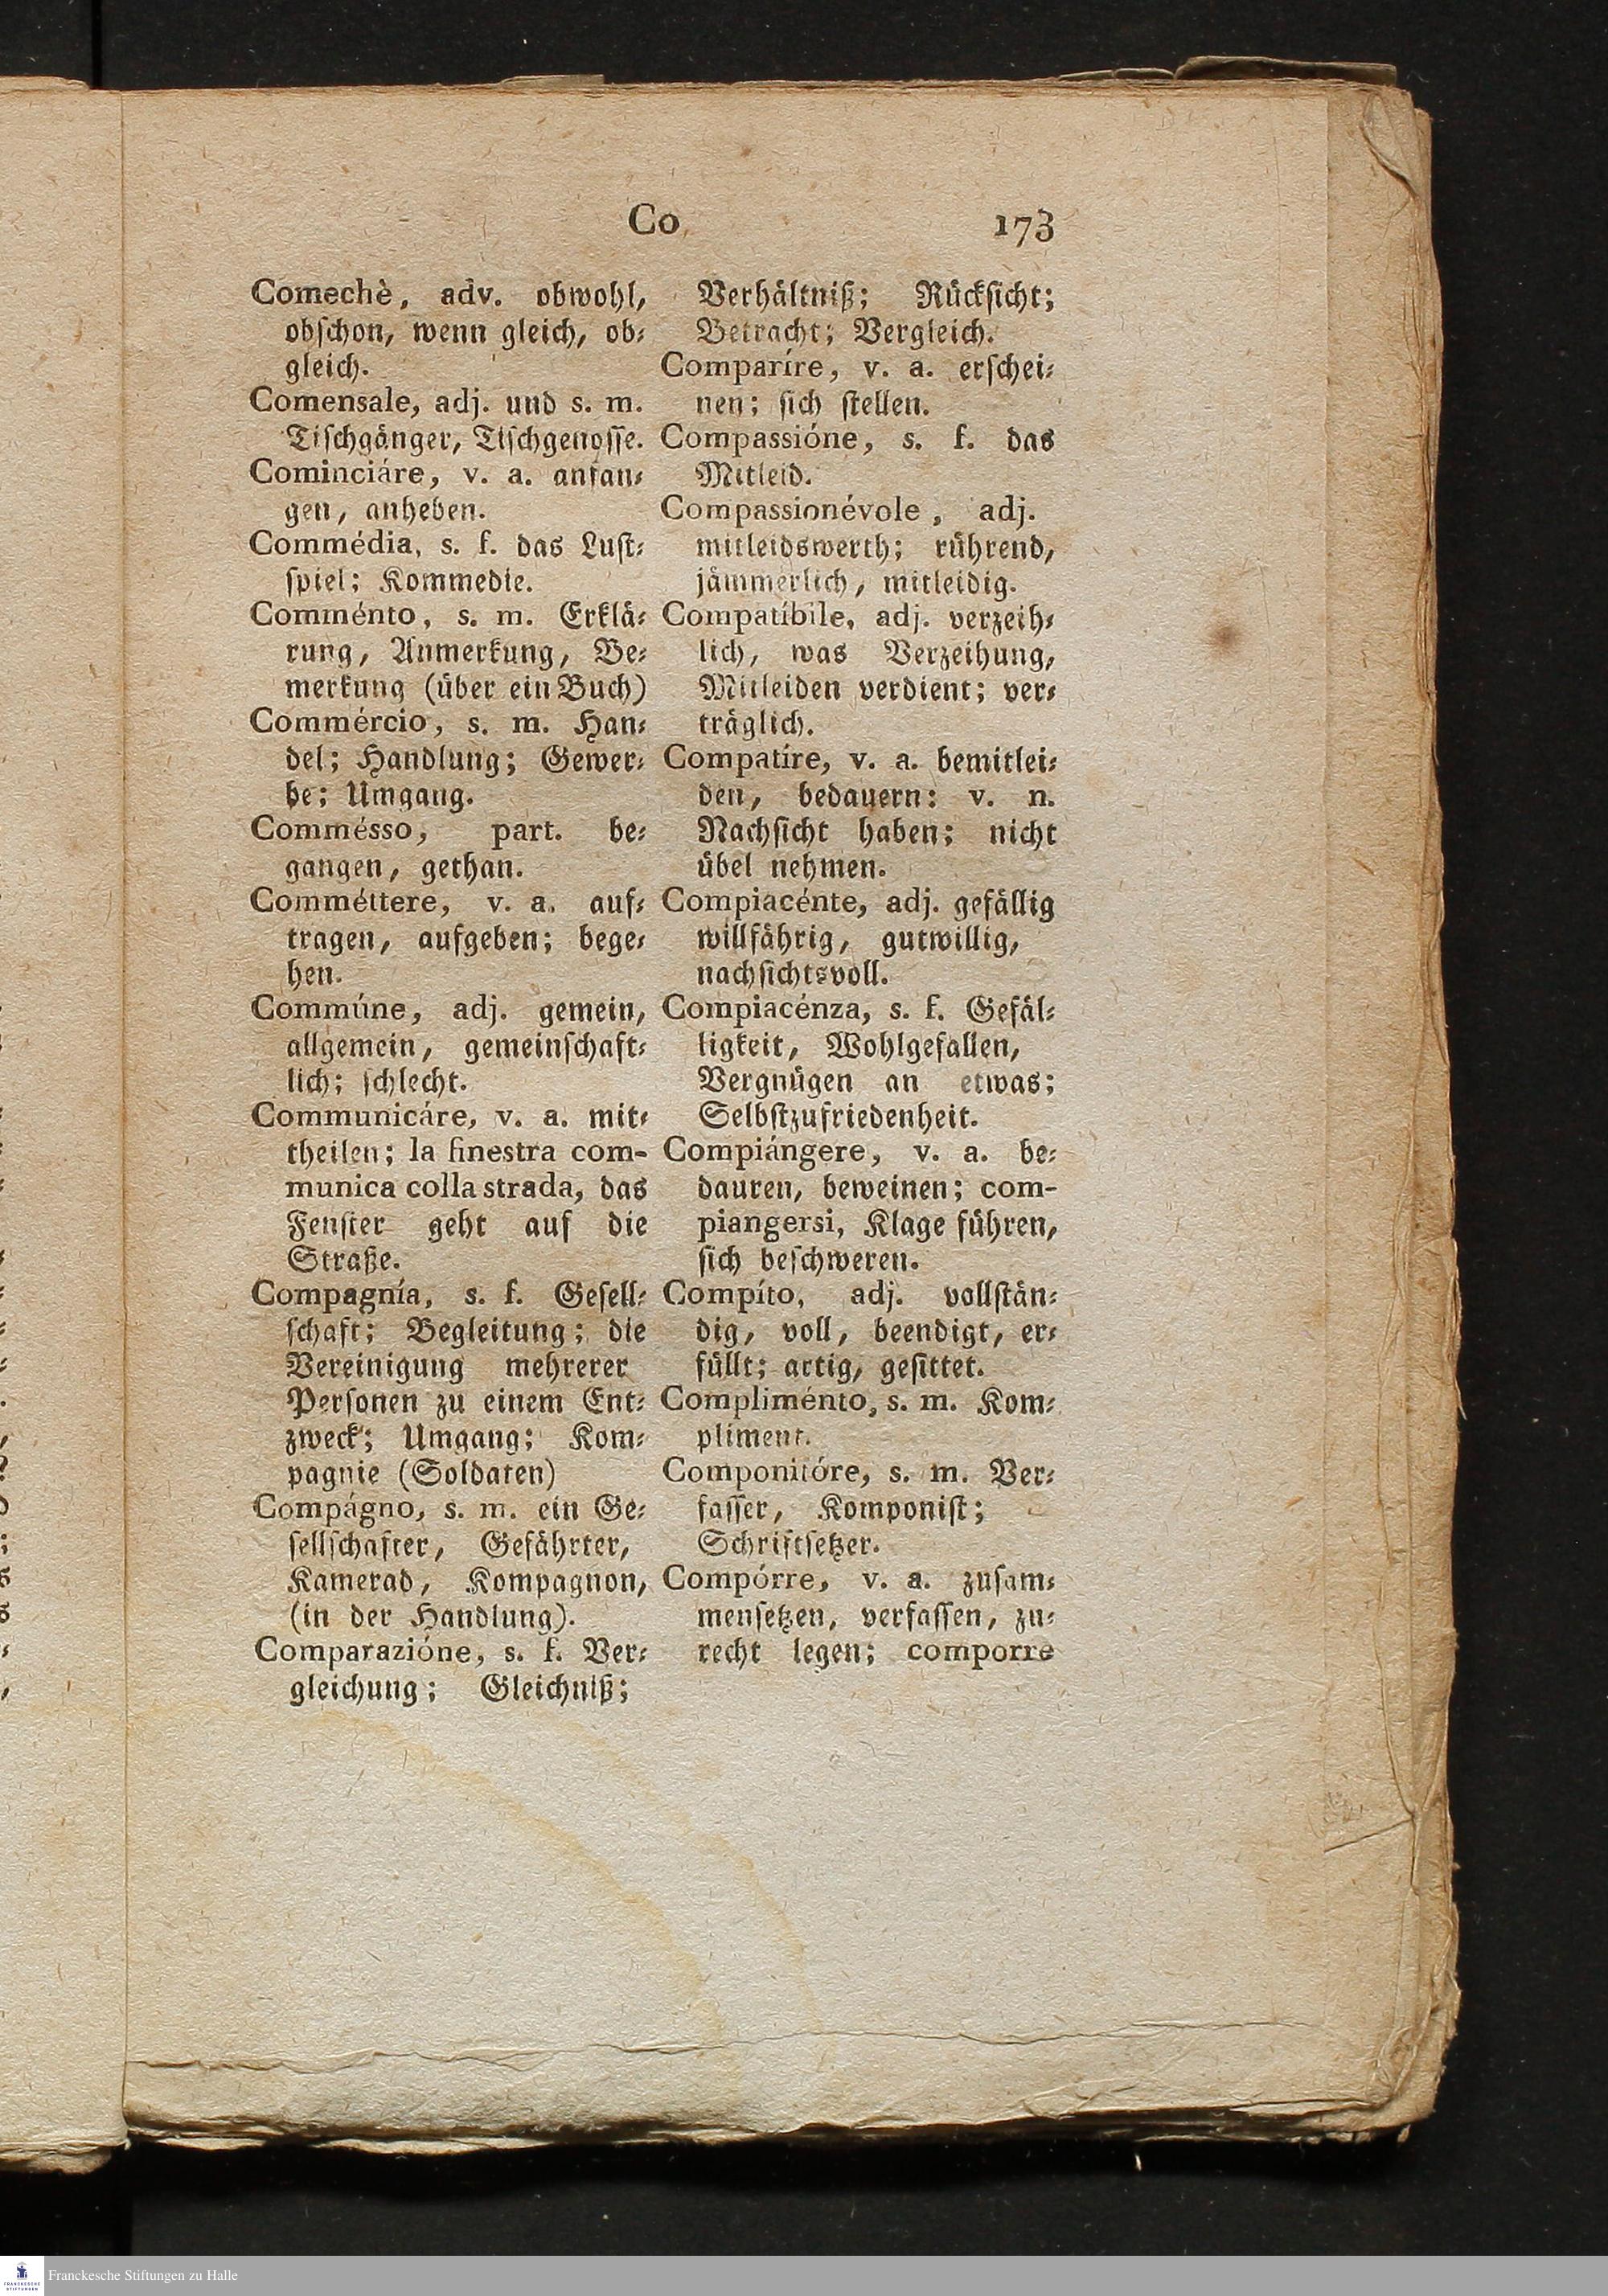 Co
173
Comechè, adv. obwohl,
obſchon, wenn gleich, ob⸗
gleich.
Comensale, adj. und s. m.
Tiſchgänger, Tiſchgenoſſe.
Cominciáre, v. a. anfan⸗
gen, anheben.
Commédia, s. f. das Luſt⸗
ſpiel; Kommedie.
Comménto, s. m. Erklä⸗
rung, Anmerkung, Be⸗
merkung (über ein Buch)
Commércio, s. m. Han⸗
del; Handlung; Gewer⸗
be; Umgang.
Commésso, part. be⸗
gangen, gethan.
Comméttere, v. a. auf⸗
tragen, aufgeben; bege⸗
hen.
Commúne, adj. gemein,
allgemein, gemeinſchaft⸗
lich; ſchlecht.
Communicáre, v. a. mit⸗
theilen; la finestra com-
munica colla strada, das
Fenſter geht auf die
Straße.
Compagnía, s. f. Geſell⸗
ſchaft; Begleitung; die
Vereinigung mehrerer
Perſonen zu einem Ent⸗
zweck; Umgang; Kom⸗
pagnie (Soldaten)
Compágno, s. m. ein Ge⸗
ſellſchafter, Gefährter,
Kamerad, Kompagnon,
(in der Handlung).
Comparazióne, s. f. Ver⸗
gleichung; Gleichniß;
Verhältniß; Rückſicht;
Betracht; Vergleich.
Comparíre, v. a. erſchei⸗
nen; ſich ſtellen.
Compassióne, s. f. das
Mitleid.
Compassionévole, adj.
mitleidswerth; rührend,
jämmerlich, mitleidig.
Compatíbile, adj. verzeih⸗
lich, was Verzeihung,
Mitleiden verdient; ver⸗
träglich.
Compatíre, v. a. bemitlei⸗
den, bedauern: v. n.
Nachſicht haben; nicht
übel nehmen.
Compiacénte, adj. gefällig
willfährig, gutwillig,
nachſichtsvoll.
Compiacénza, s. f. Gefäl⸗
ligkeit, Wohlgefallen,
Vergnügen an etwas;
Selbſtzufriedenheit.
Compiángere, v. a. be⸗
dauren, beweinen; com-
piangersi, Klage führen,
ſich beſchweren.
Compíto, adj. vollſtän⸗
dig, voll, beendigt, er⸗
füllt; artig, geſittet.
Compliménto, s. m. Kom⸗
pliment.
Componitóre, s. m. Ver⸗
faſſer, Komponiſt;
Schriftſetzer.
Compórre, v. a. zuſam⸗
menſetzen, verfaſſen, zu⸗
recht legen; comporre
FRANCKESCHE
STIFTUNGEN
Franckesche Stiftungen zu Halle